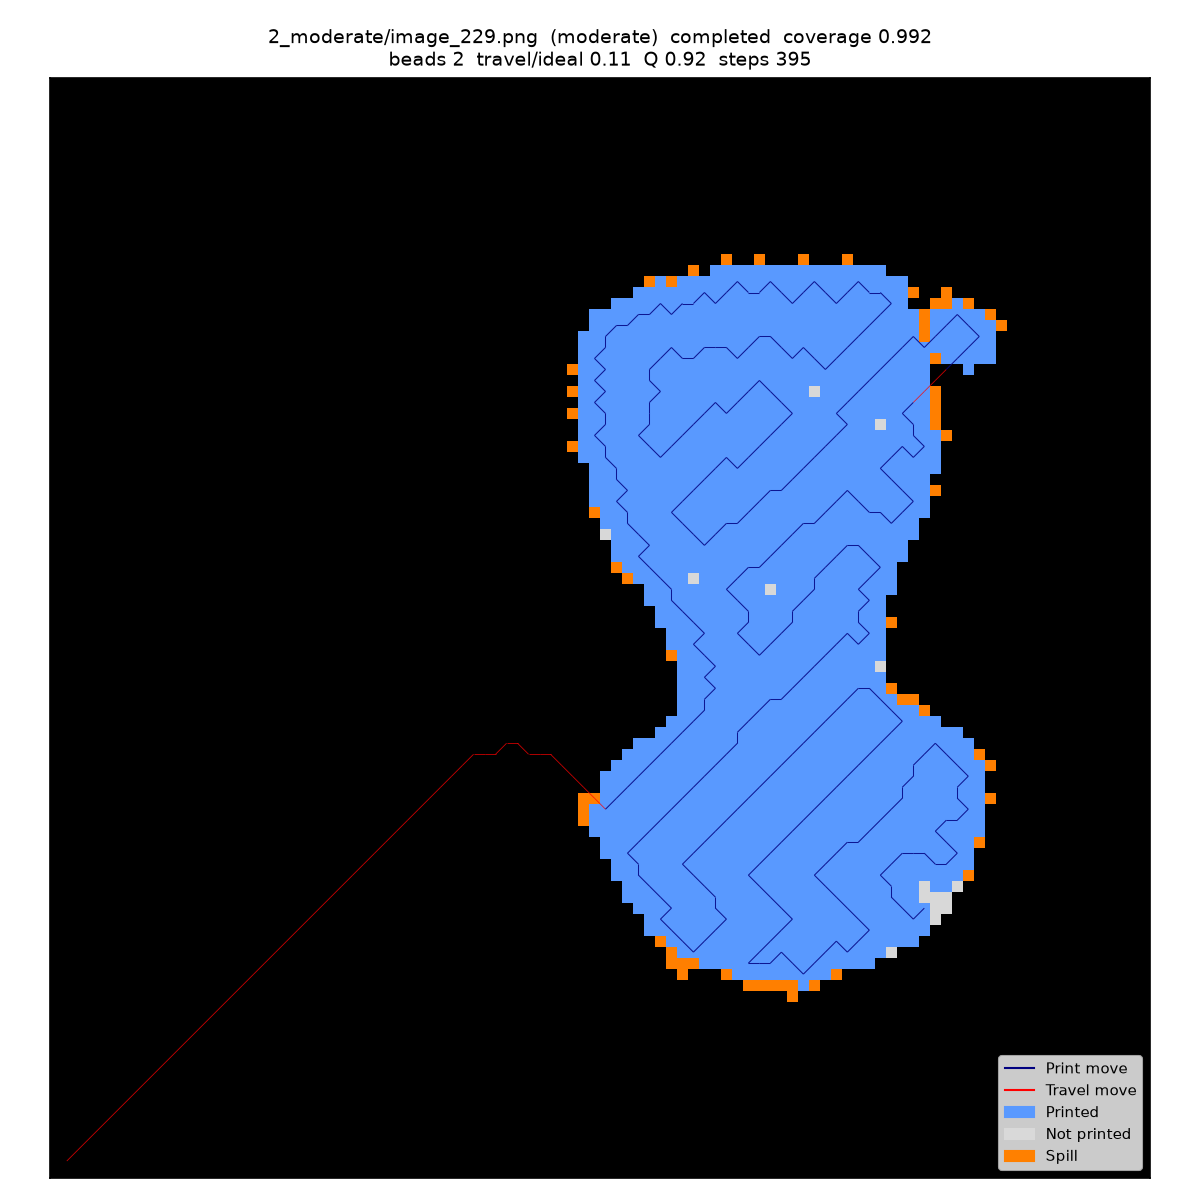 2_moderate/image_229.png  (moderate)  completed  coverage 0.992
beads 2  travel/ideal 0.11  Q 0.92  steps 395
Print move
Travel move
Printed
Not printed
Spill